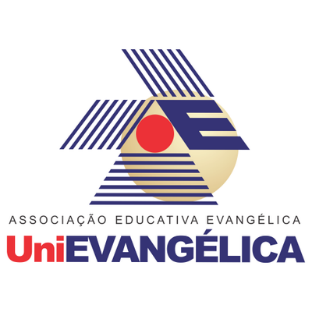 E
ASSOCIAÇÃO EDUCATIVA EVANGÉLICA
UniEVANGÉLICA